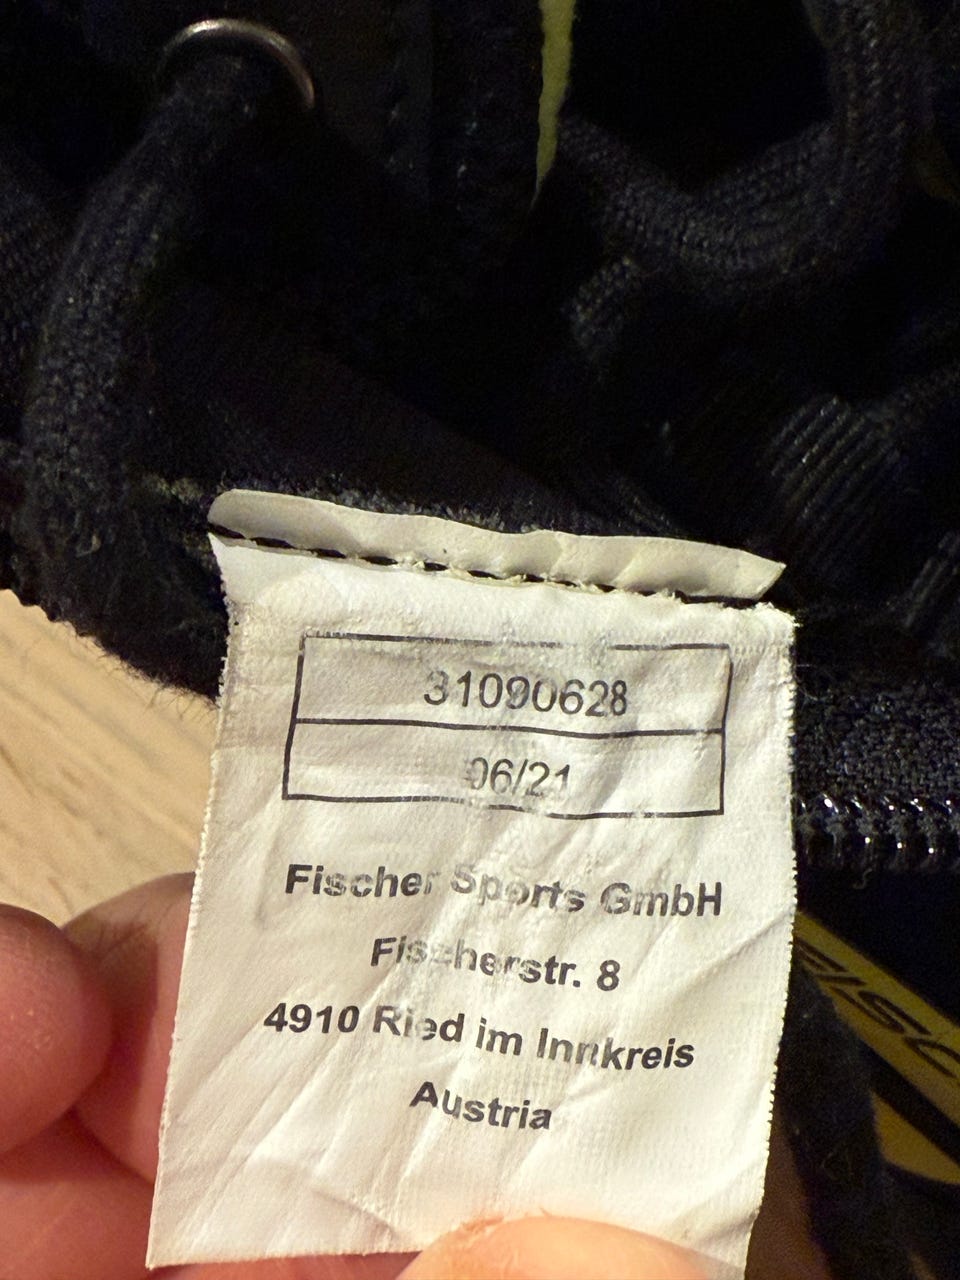 31090628
06/21
Fischer Sports GmbH
Fischerstr. 8
4910 Ried im Innkreis
Austria